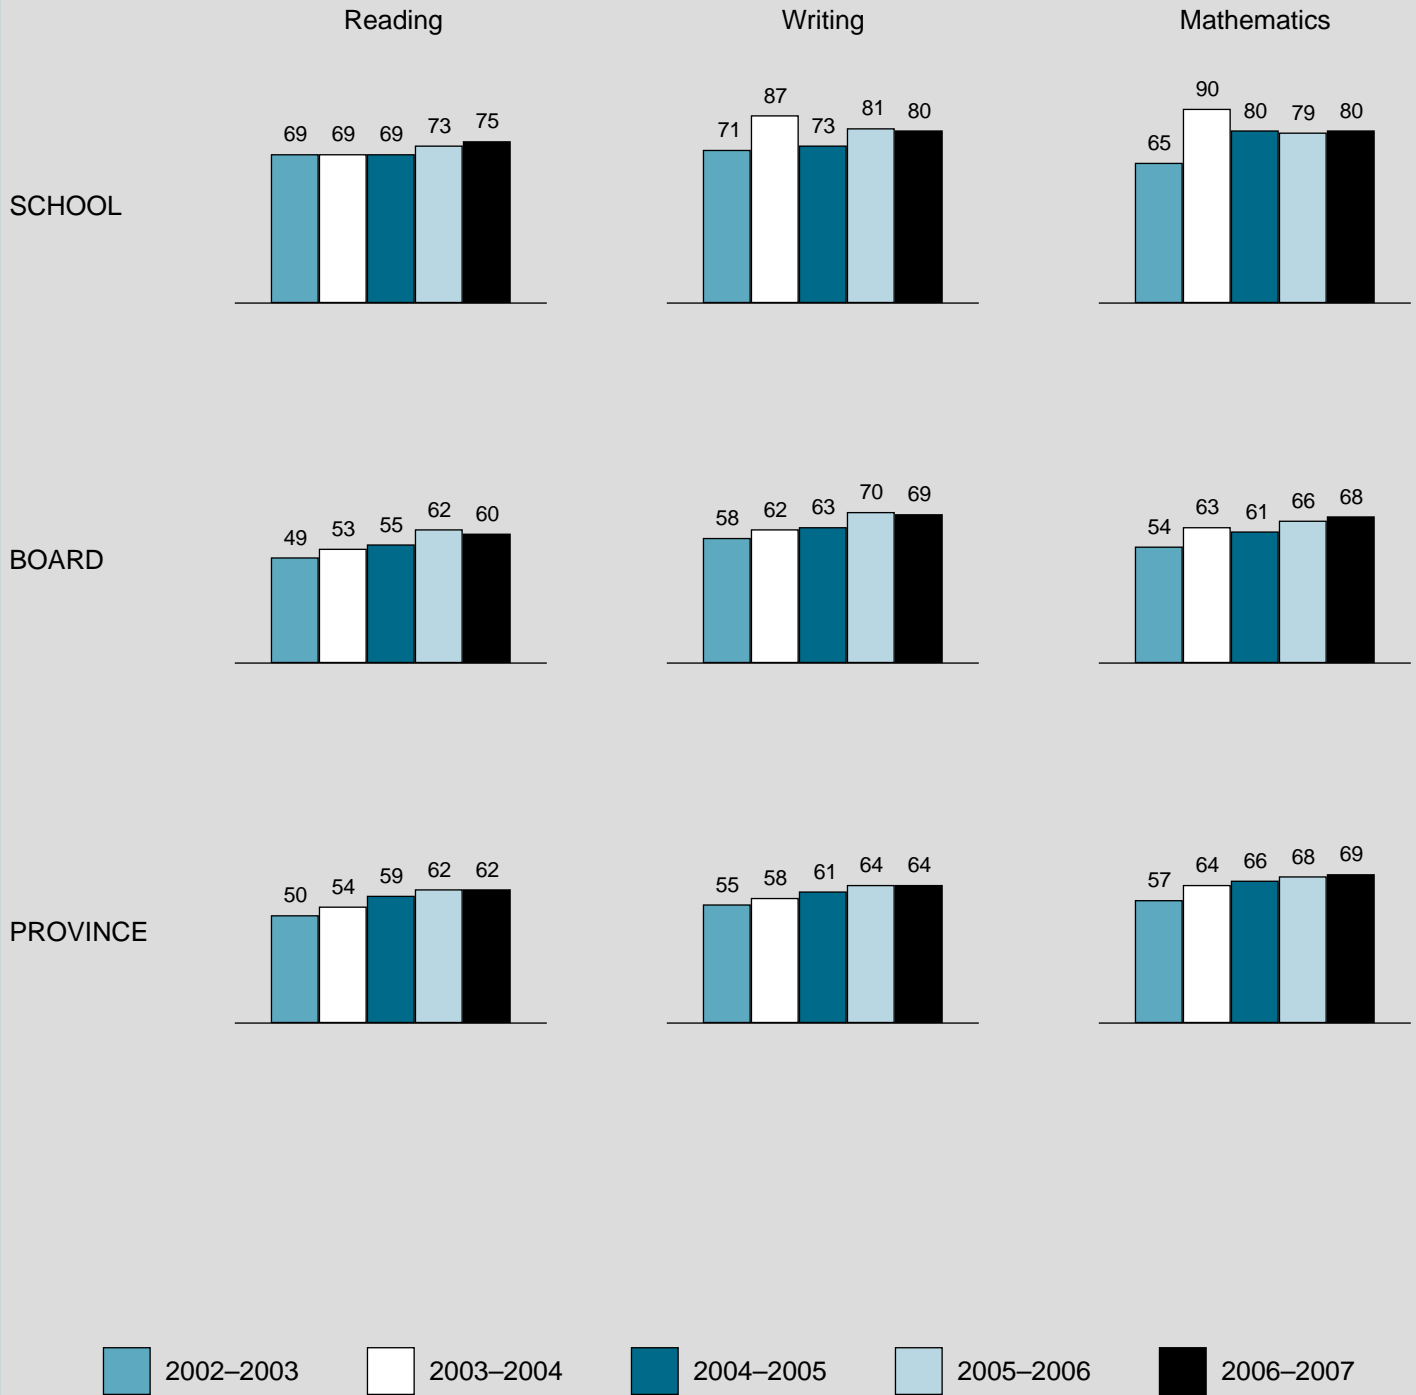 Reading Writing Mathematics
SCHOOL
69 69 69 73 75
71 87 73 81 80
65 90 80 79 80
BOARD
49 53 55 62 60
58 62 63 70 69
54 63 61 66 68
PROVINCE
50 54 59 62 62
55 58 61 64 64
57 64 66 68 69
2002–2003 2003–2004 2004–2005 2005–2006 2006–2007